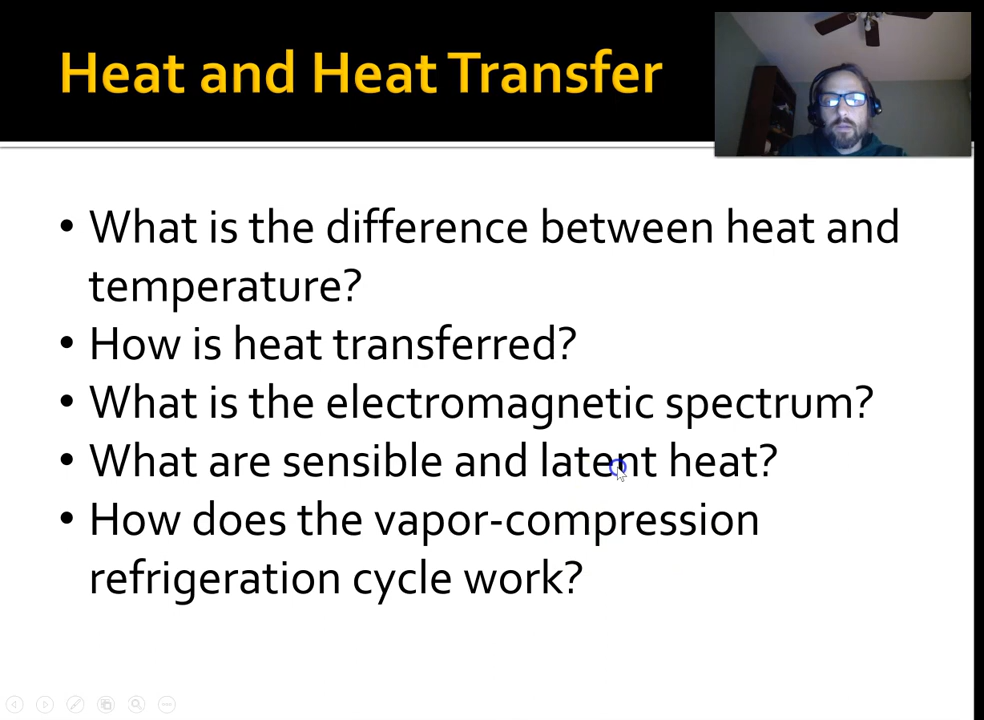 Heat and Heat Transfer
• What is the difference between heat and
temperature?
• How is heat transferred?
• What is the electromagnetic spectrum?
• What are sensible and latent heat?
• How does the vapor-compression
refrigeration cycle work?